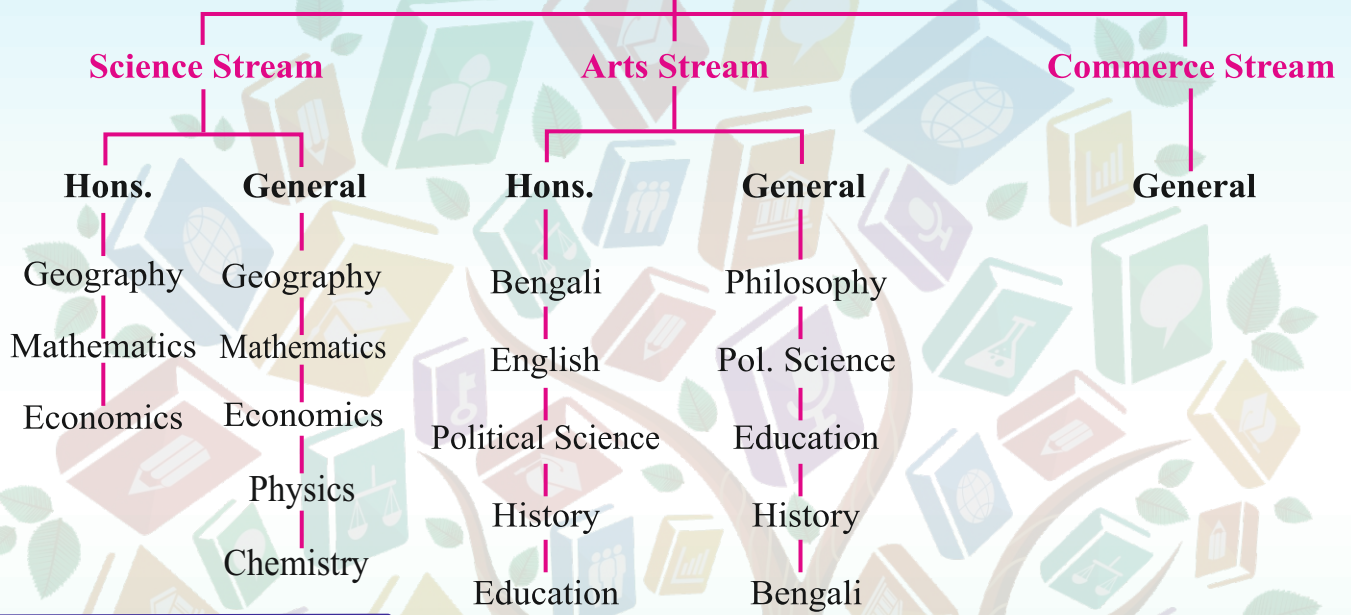 Science Stream
Arts Stream
Commerce Stream
Hons.
General
Hons.
General
General
Geography
Mathematics
Economics
Geography
Mathematics
Economics
Physics
Chemistry
Bengali
English
Political Science
History
Education
Philosophy
Pol. Science
Education
History
Bengali